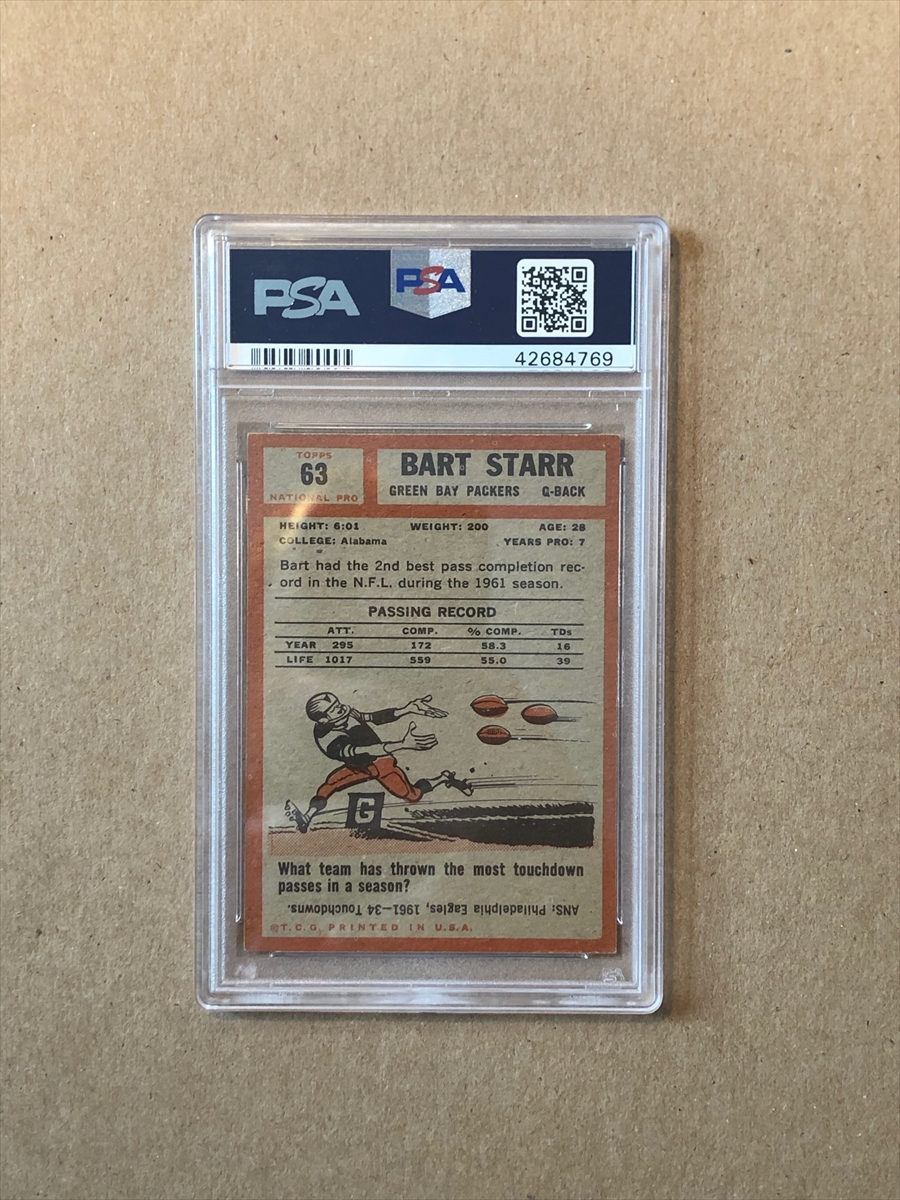 PSA
PSA
42684769
TOPPS
63
NATIONAL PRO
BART STARR
GREEN BAY PACKERS Q-BACK
HEIGHT: 6:01 WEIGHT: 200 AGE: 28
COLLEGE: Alabama YEARS PRO: 7
Bart had the 2nd best pass completion rec-
ord in the N.F.L. during the 1961 season.
PASSING RECORD
ATT. COMP. % COMP. TDs
YEAR 295 172 58.3 16
LIFE 1017 559 55.0 39
G
What team has thrown the most touchdown
passes in a season?
ANS: Philadelphia Eagles, 1961—34 Touchdowns.
©T.C.G. PRINTED IN U.S.A.